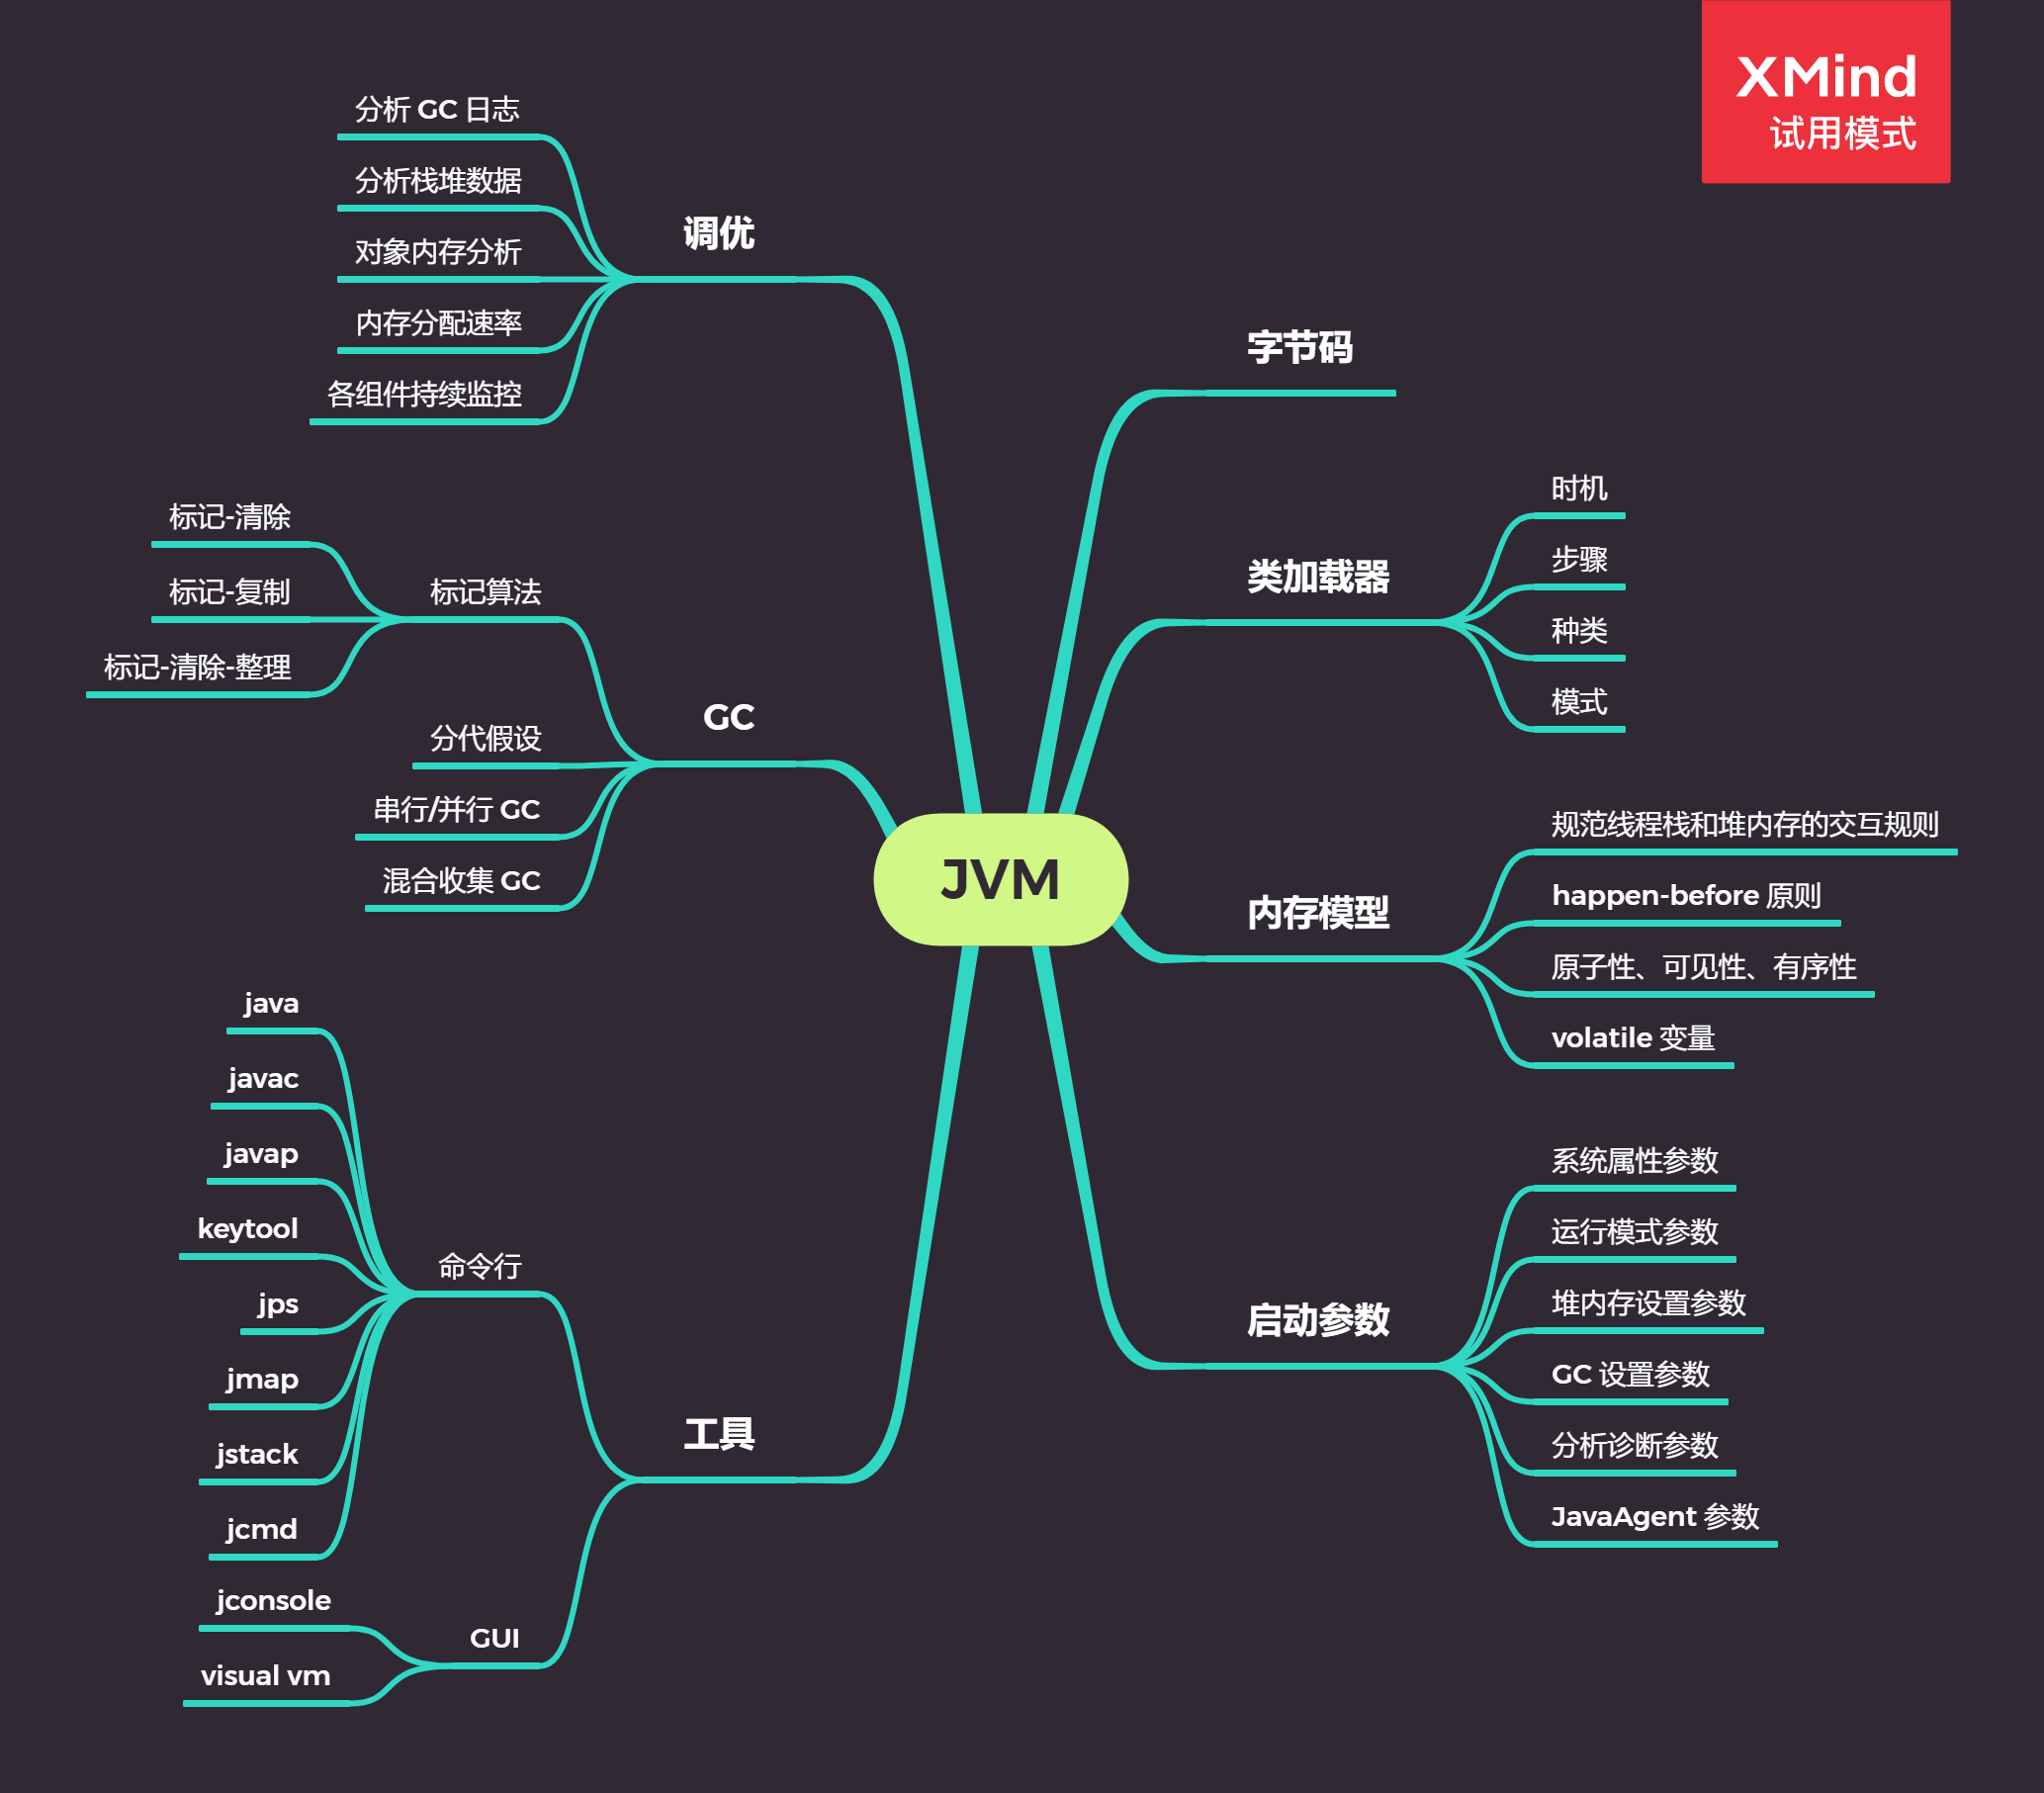 XMind
试用模式
JVM
字节码
类加载器
时机
步骤
种类
模式
内存模型
规范线程栈和堆内存的交互规则
happen-before 原则
原子性、可见性、有序性
volatile 变量
启动参数
系统属性参数
运行模式参数
堆内存设置参数
GC 设置参数
分析诊断参数
JavaAgent 参数
工具
命令行
java
javac
javap
keytool
jps
jmap
jstack
jcmd
GUI
jconsole
visual vm
GC
标记算法
标记-清除
标记-复制
标记-清除-整理
分代假设
串行/并行 GC
混合收集 GC
调优
分析 GC 日志
分析栈堆数据
对象内存分析
内存分配速率
各组件持续监控